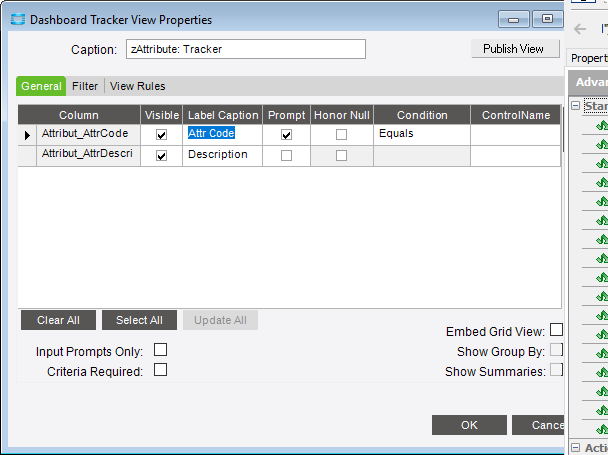 Dashboard Tracker View Properties
Caption: zAttribute: Tracker Publish View
General Filter View Rules
Column Visible Label Caption Prompt Honor Null Condition ControlName
Attribut_AttrCode Attr Code Equals
Attribut_AttrDescri Description
Clear All Select All Update All
Embed Grid View:
Input Prompts Only: Show Group By:
Criteria Required: Show Summaries:
OK Cance
Propert
Advar
Star
Actio